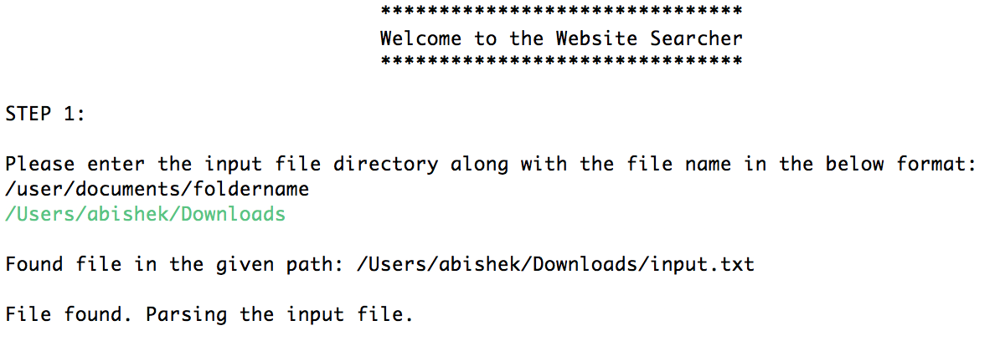 *******************************
Welcome to the Website Searcher
*******************************
STEP 1:
Please enter the input file directory along with the file name in the below format:
/user/documents/foldername
/Users/abishek/Downloads
Found file in the given path: /Users/abishek/Downloads/input.txt
File found. Parsing the input file.